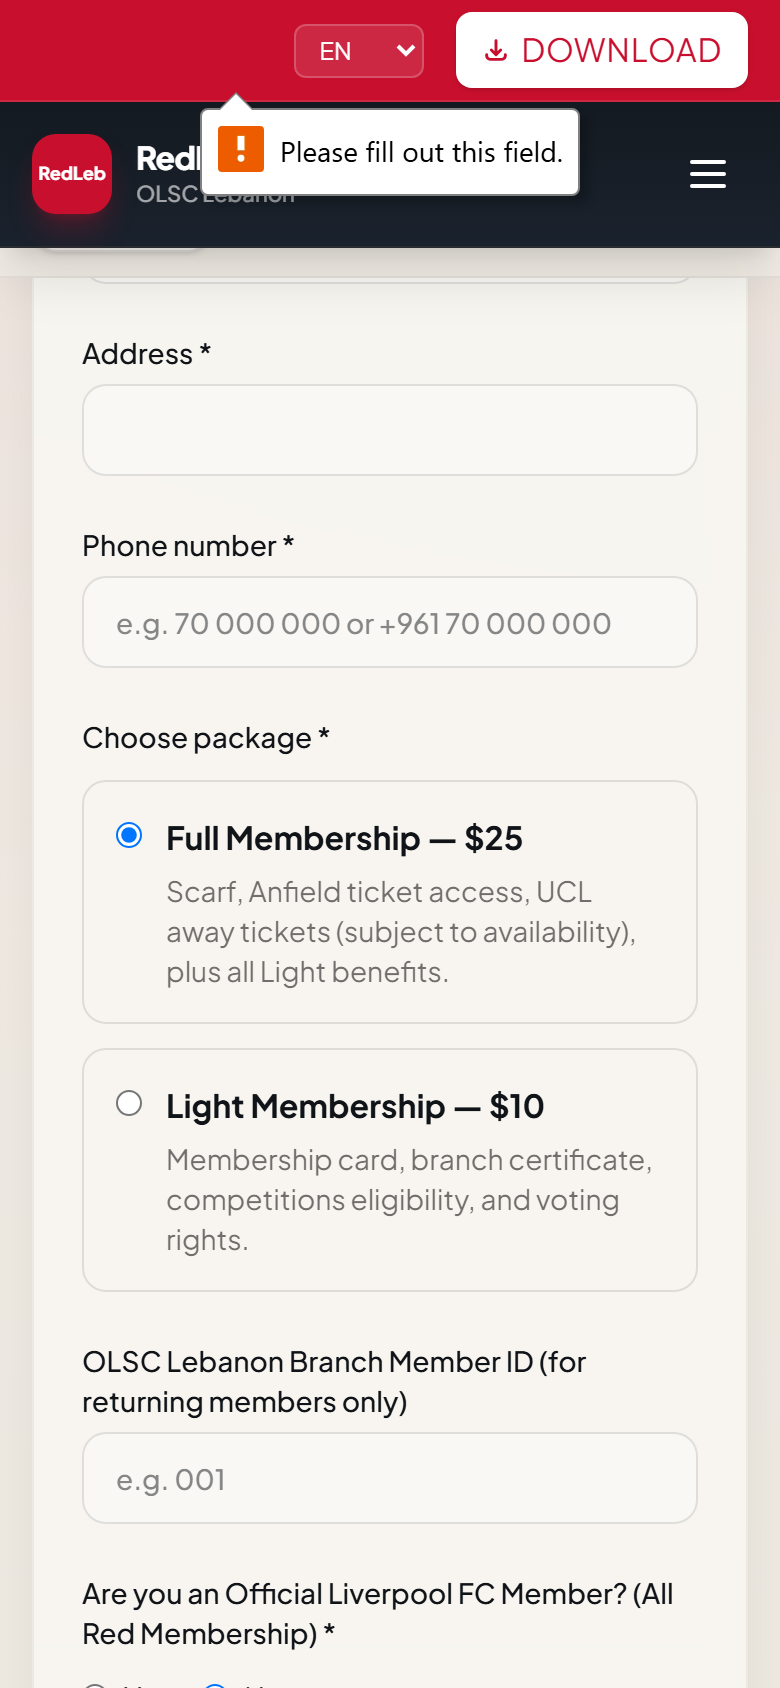 EN
DOWNLOAD
Please fill out this field.
RedLeb
OLSC Lebanon
Address *
Phone number *
e.g. 70 000 000 or +961 70 000 000
Choose package *
Full Membership — $25
Scarf, Anfield ticket access, UCL
away tickets (subject to availability),
plus all Light benefits.
Light Membership — $10
Membership card, branch certificate,
competitions eligibility, and voting
rights.
OLSC Lebanon Branch Member ID (for
returning members only)
e.g. 001
Are you an Official Liverpool FC Member? (All
Red Membership) *